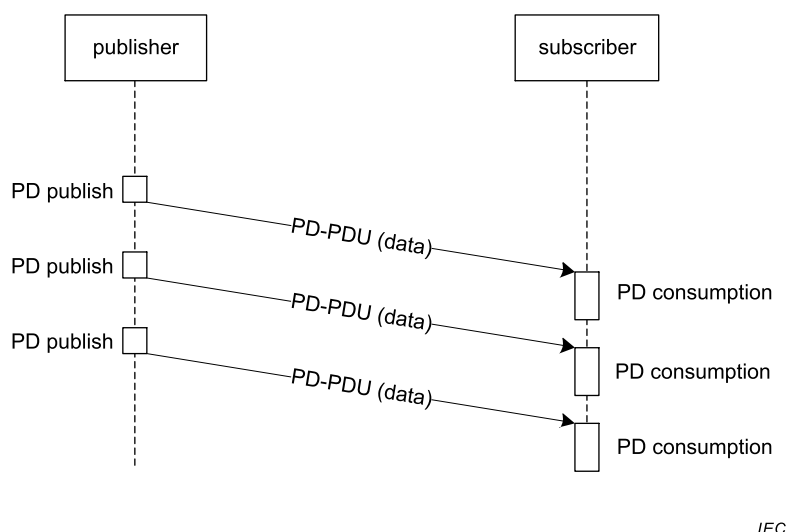 publisher
subscriber
PD publish
PD-PDU (data)
PD publish
PD consumption
PD-PDU (data)
PD publish
PD consumption
PD-PDU (data)
PD consumption
IEC